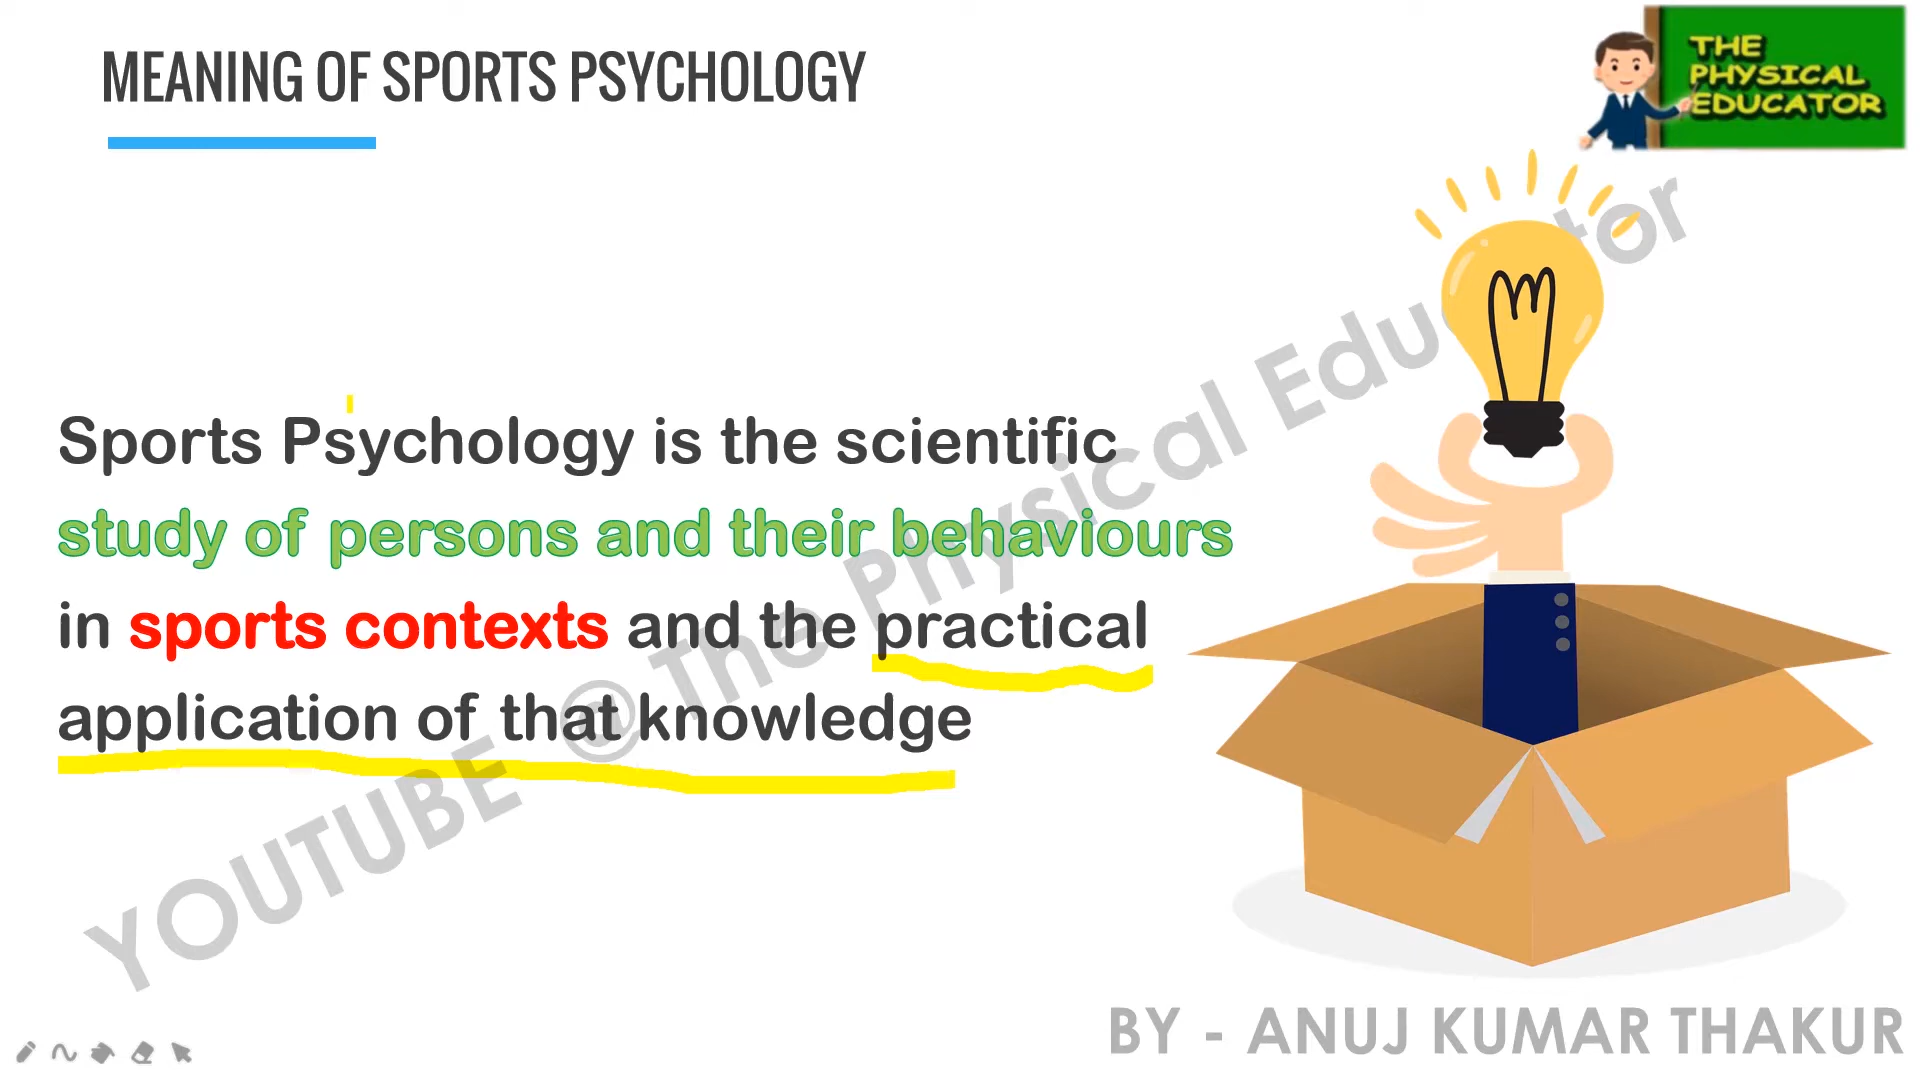 MEANING OF SPORTS PSYCHOLOGY
THE
PHYSICAL
EDUCATOR
Sports Psychology is the scientific
study of persons and their behaviours
in sports contexts and the practical
application of that knowledge
YOUTUBE @ The Physical Educator
BY - ANUJ KUMAR THAKUR